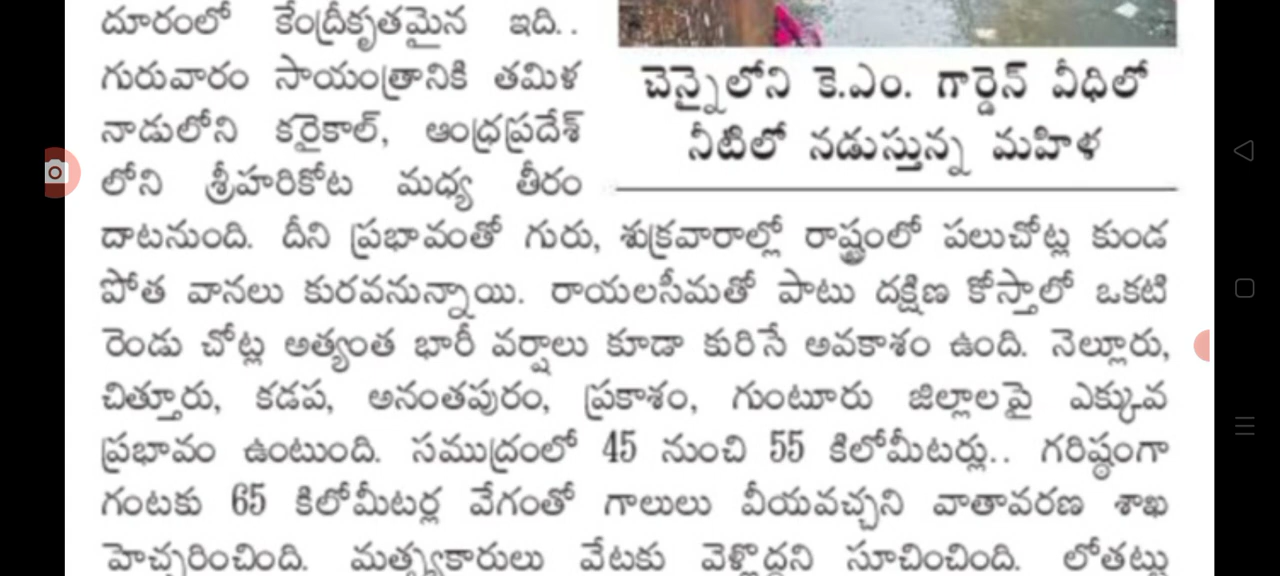 దూరంలో కేంద్రీకృతమైన ఇది..
గురువారం సాయంత్రానికి తమిళ
నాడులోని కరైకాల్, ఆంధ్రప్రదేశ్
లోని శ్రీహరికోట మధ్య తీరం
చెన్నైలోని కె.ఎం. గార్డెన్ వీధిలో
నీటిలో నడుస్తున్న మహిళ
దాటనుంది. దీని ప్రభావంతో గురు, శుక్రవారాల్లో రాష్ట్రంలో పలుచోట్ల కుండ
పోత వానలు కురవనున్నాయి. రాయలసీమతో పాటు దక్షిణ కోస్తాలో ఒకటి
రెండు చోట్ల అత్యంత భారీ వర్షాలు కూడా కురిసే అవకాశం ఉంది. నెల్లూరు,
చిత్తూరు, కడప, అనంతపురం, ప్రకాశం, గుంటూరు జిల్లాలపై ఎక్కువ
ప్రభావం ఉంటుంది. సముద్రంలో 45 నుంచి 55 కిలోమీటర్లు.. గరిష్ఠంగా
గంటకు 65 కిలోమీటర్ల వేగంతో గాలులు వీయవచ్చని వాతావరణ శాఖ
హెచ్చరించింది. మత్స్యకారులు వేటకు వెళ్లొద్దని సూచించింది. లోతట్టు